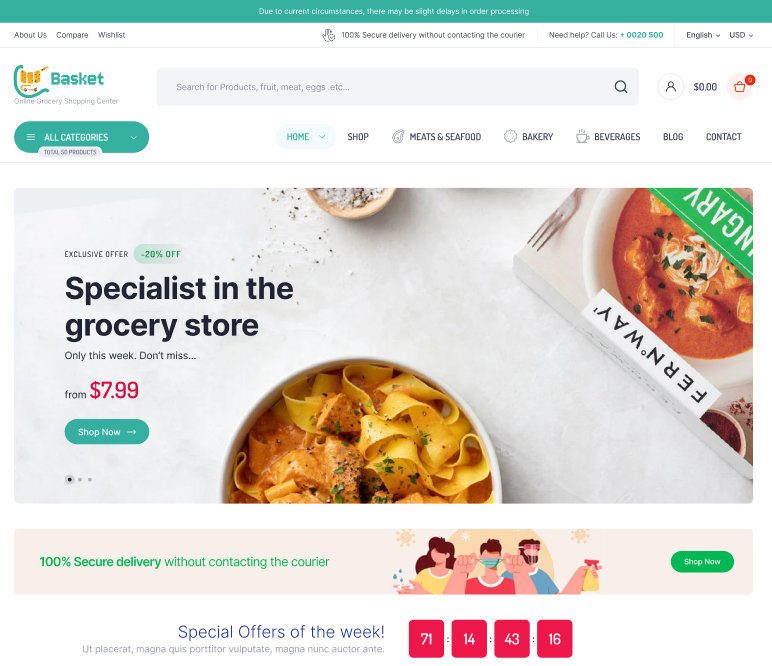 Due to current circumstances, there may be slight delays in order processing
About Us Compare Wishlist
100% Secure delivery without contacting the courier
Need help? Call Us: + 0020 500
English USD
Basket
Online Grocery Shopping Center
Search for Products, fruit, meat, eggs .etc...
$0.00
0
ALL CATEGORIES
TOTAL 50 PRODUCTS
HOME SHOP MEATS & SEAFOOD BAKERY BEVERAGES BLOG CONTACT
EXCLUSIVE OFFER -20% OFF
Specialist in the
grocery store
Only this week. Don't miss...
from $7.99
Shop Now →
NGARY
FERN'WAY'
100% Secure delivery without contacting the courier
Shop Now
Special Offers of the week!
Ut placerat, magna quis porttitor vulputate, magna nunc auctor ante.
71 : 14 : 43 : 16